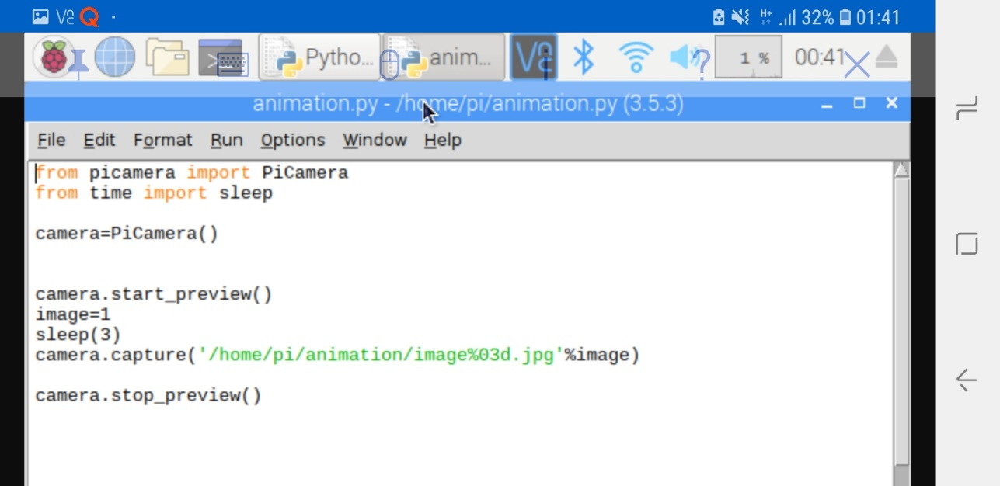 32% 01:41
Pytho... anim... 1 % 00:41
animation.py - /home/pi/animation.py (3.5.3)
File Edit Format Run Options Window Help
from picamera import PiCamera
from time import sleep
camera=PiCamera()
camera.start_preview()
image=1
sleep(3)
camera.capture('/home/pi/animation/image%03d.jpg'%image)
camera.stop_preview()